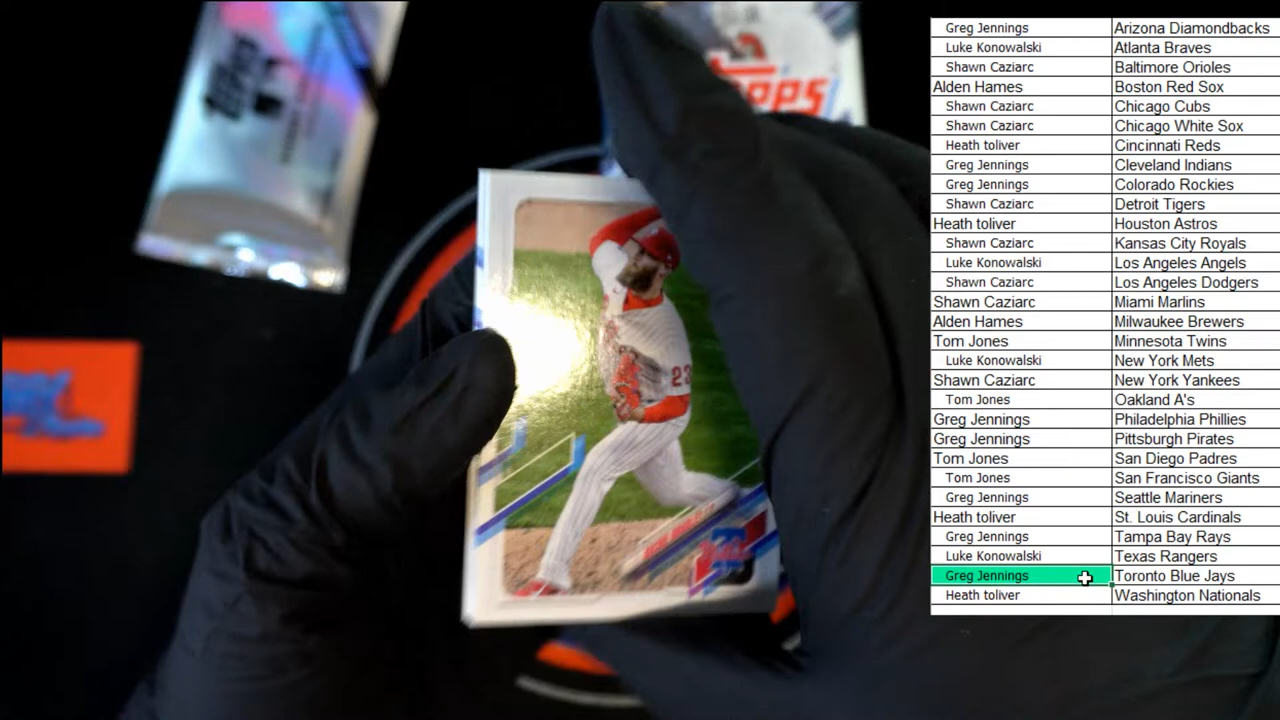 Greg Jennings Arizona Diamondbacks
Luke Konowalski Atlanta Braves
Shawn Caziarc Baltimore Orioles
Alden Hames Boston Red Sox
Shawn Caziarc Chicago Cubs
Shawn Caziarc Chicago White Sox
Heath toliver Cincinnati Reds
Greg Jennings Cleveland Indians
Greg Jennings Colorado Rockies
Shawn Caziarc Detroit Tigers
Heath toliver Houston Astros
Shawn Caziarc Kansas City Royals
Luke Konowalski Los Angeles Angels
Shawn Caziarc Los Angeles Dodgers
Shawn Caziarc Miami Marlins
Alden Hames Milwaukee Brewers
Tom Jones Minnesota Twins
Luke Konowalski New York Mets
Shawn Caziarc New York Yankees
Tom Jones Oakland A's
Greg Jennings Philadelphia Phillies
Greg Jennings Pittsburgh Pirates
Tom Jones San Diego Padres
Tom Jones San Francisco Giants
Greg Jennings Seattle Mariners
Heath toliver St. Louis Cardinals
Greg Jennings Tampa Bay Rays
Luke Konowalski Texas Rangers
Greg Jennings Toronto Blue Jays
Heath toliver Washington Nationals
23